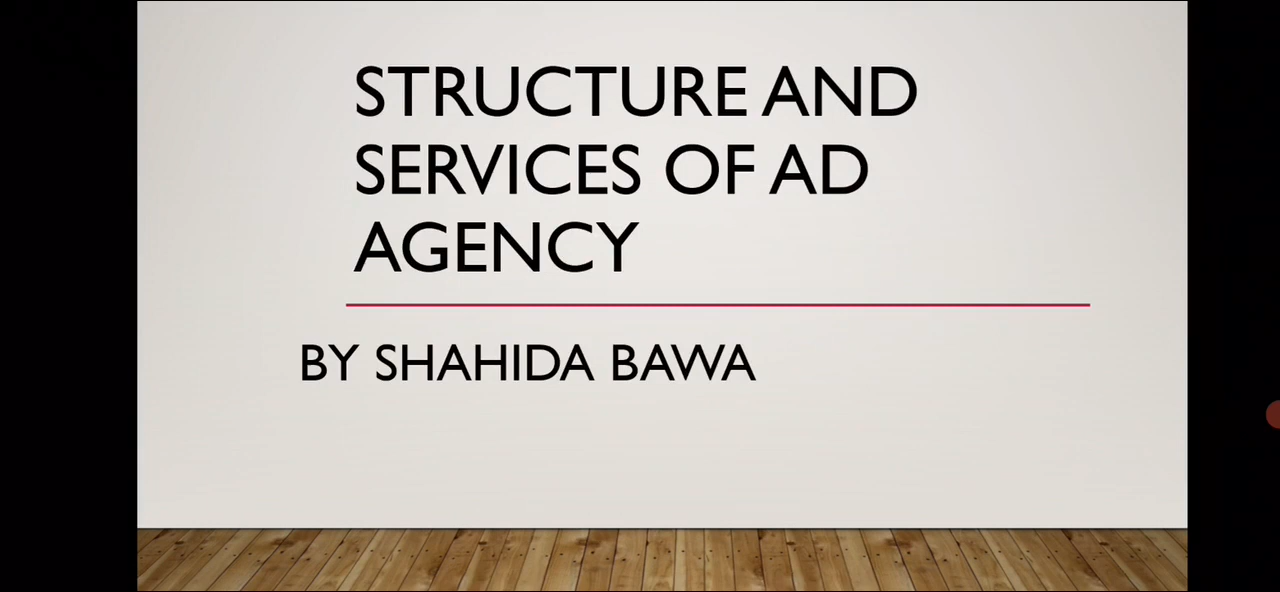 STRUCTURE AND
SERVICES OF AD
AGENCY
BY SHAHIDA BAWA